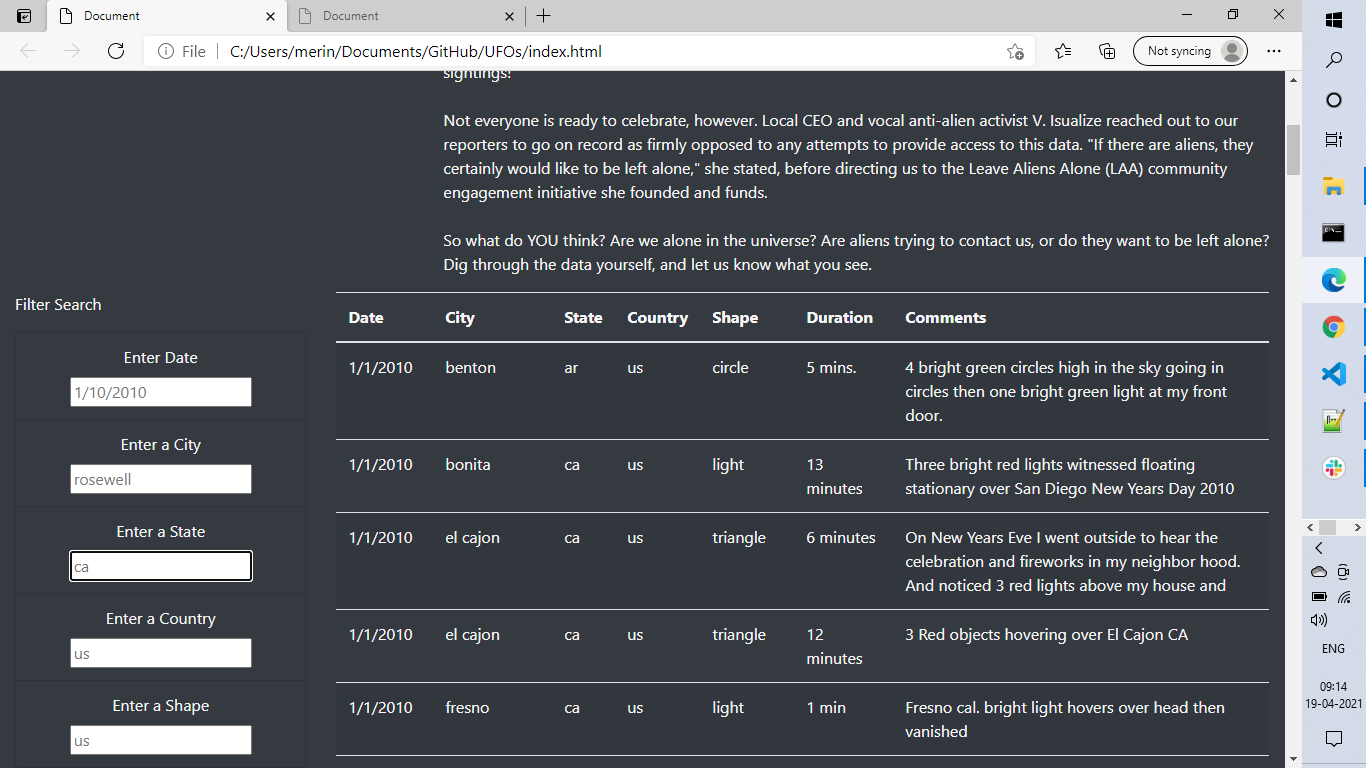 Document
Document
File
C:/Users/merin/Documents/GitHub/UFOs/index.html
Not syncing
sightings!
Not everyone is ready to celebrate, however. Local CEO and vocal anti-alien activist V. Isualize reached out to our
reporters to go on record as firmly opposed to any attempts to provide access to this data. "If there are aliens, they
certainly would like to be left alone," she stated, before directing us to the Leave Aliens Alone (LAA) community
engagement initiative she founded and funds.
So what do YOU think? Are we alone in the universe? Are aliens trying to contact us, or do they want to be left alone?
Dig through the data yourself, and let us know what you see.
Filter Search
Enter Date
1/10/2010
Enter a City
rosewell
Enter a State
ca
Enter a Country
us
Enter a Shape
us
Date City State Country Shape Duration Comments
1/1/2010 benton ar us circle 5 mins. 4 bright green circles high in the sky going in
circles then one bright green light at my front
door.
1/1/2010 bonita ca us light 13 Three bright red lights witnessed floating
minutes stationary over San Diego New Years Day 2010
1/1/2010 el cajon ca us triangle 6 minutes On New Years Eve I went outside to hear the
celebration and fireworks in my neighbor hood.
And noticed 3 red lights above my house and
1/1/2010 el cajon ca us triangle 12 3 Red objects hovering over El Cajon CA
minutes
1/1/2010 fresno ca us light 1 min Fresno cal. bright light hovers over head then
vanished
ENG
09:14
19-04-2021